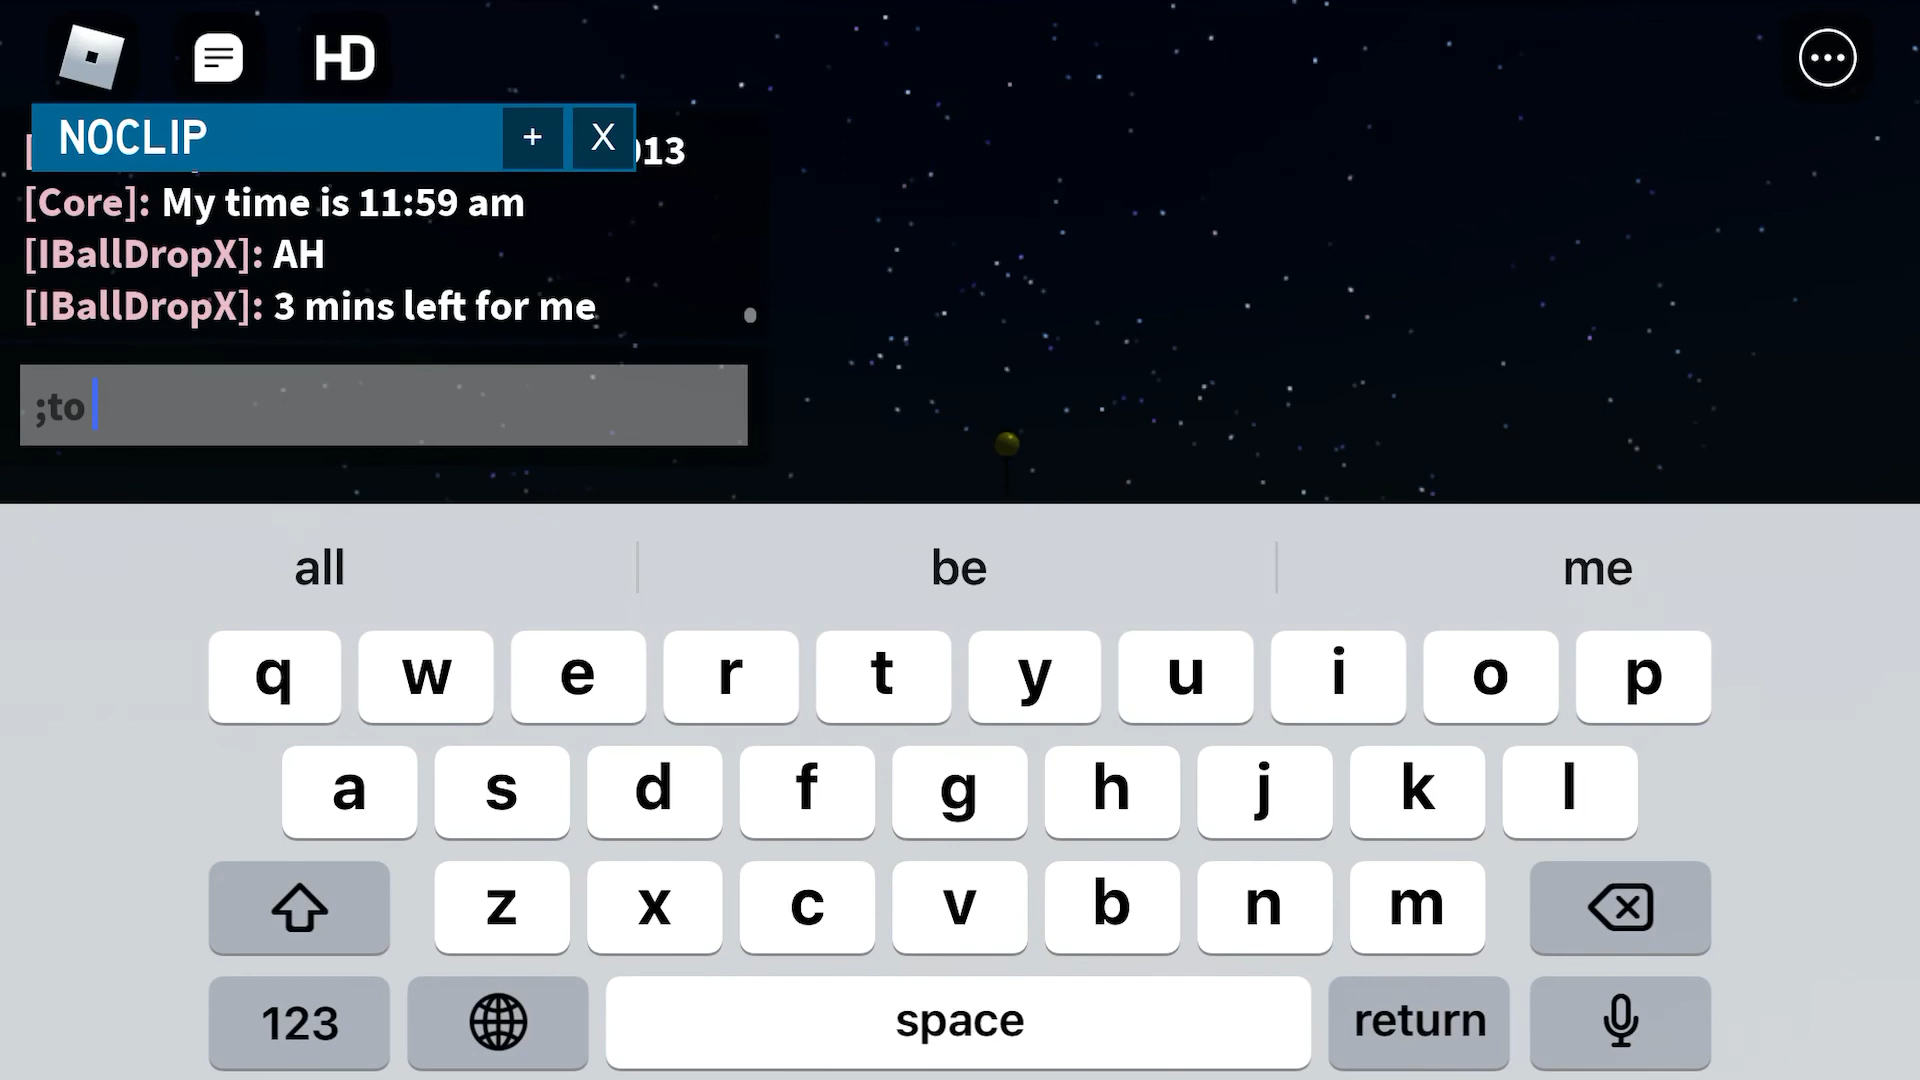 HD
NOCLIP + X
013
[Core]: My time is 11:59 am
[IBallDropX]: AH
[IBallDropX]: 3 mins left for me
;to
all be me
q w e r t y u i o p
a s d f g h j k l
z x c v b n m
123 space return